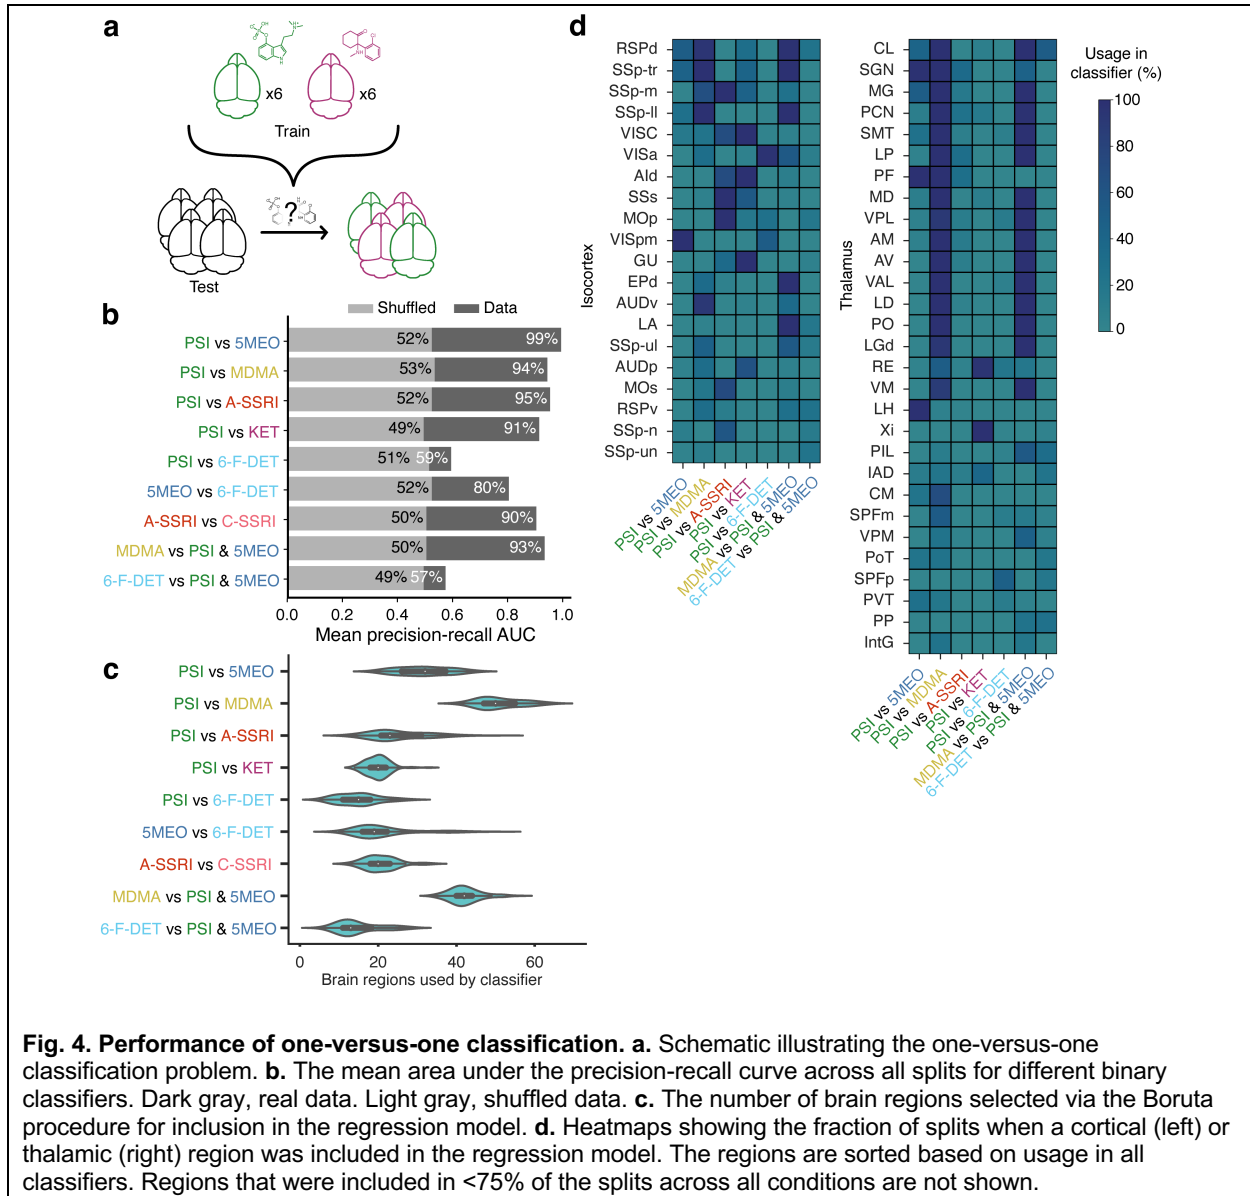 a
x6
x6
Train
?
Test
b
Shuffled
Data
PSI vs 5MEO
52%
99%
PSI vs MDMA
53%
94%
PSI vs A-SSRI
52%
95%
PSI vs KET
49%
91%
PSI vs 6-F-DET
51%
59%
5MEO vs 6-F-DET
52%
80%
A-SSRI vs C-SSRI
50%
90%
MDMA vs PSI & 5MEO
50%
93%
6-F-DET vs PSI & 5MEO
49%
57%
0.0
0.2
0.4
0.6
0.8
1.0
Mean precision-recall AUC
c
PSI vs 5MEO
PSI vs MDMA
PSI vs A-SSRI
PSI vs KET
PSI vs 6-F-DET
5MEO vs 6-F-DET
A-SSRI vs C-SSRI
MDMA vs PSI & 5MEO
6-F-DET vs PSI & 5MEO
0
20
40
60
Brain regions used by classifier
d
Isocortex
RSPd
SSp-tr
SSp-m
SSp-ll
VISC
VISa
AId
SSs
MOp
VISpm
GU
EPd
AUDv
LA
SSp-ul
AUDp
MOs
RSPv
SSp-n
SSp-un
PSI vs 5MEO
PSI vs MDMA
PSI vs A-SSRI
PSI vs KET
PSI vs 6-F-DET
MDMA vs PSI & 5MEO
6-F-DET vs PSI & 5MEO
Thalamus
CL
SGN
MG
PCN
SMT
LP
PF
MD
VPL
AM
AV
VAL
LD
PO
LGd
RE
VM
LH
Xi
PIL
IAD
CM
SPFm
VPM
PoT
SPFp
PVT
PP
IntG
PSI vs 5MEO
PSI vs MDMA
PSI vs A-SSRI
PSI vs KET
PSI vs 6-F-DET
MDMA vs PSI & 5MEO
6-F-DET vs PSI & 5MEO
Usage in
classifier (%)
100
80
60
40
20
0
Fig. 4. Performance of one-versus-one classification. a. Schematic illustrating the one-versus-one
classification problem. b. The mean area under the precision-recall curve across all splits for different binary
classifiers. Dark gray, real data. Light gray, shuffled data. c. The number of brain regions selected via the Boruta
procedure for inclusion in the regression model. d. Heatmaps showing the fraction of splits when a cortical (left) or
thalamic (right) region was included in the regression model. The regions are sorted based on usage in all
classifiers. Regions that were included in <75% of the splits across all conditions are not shown.